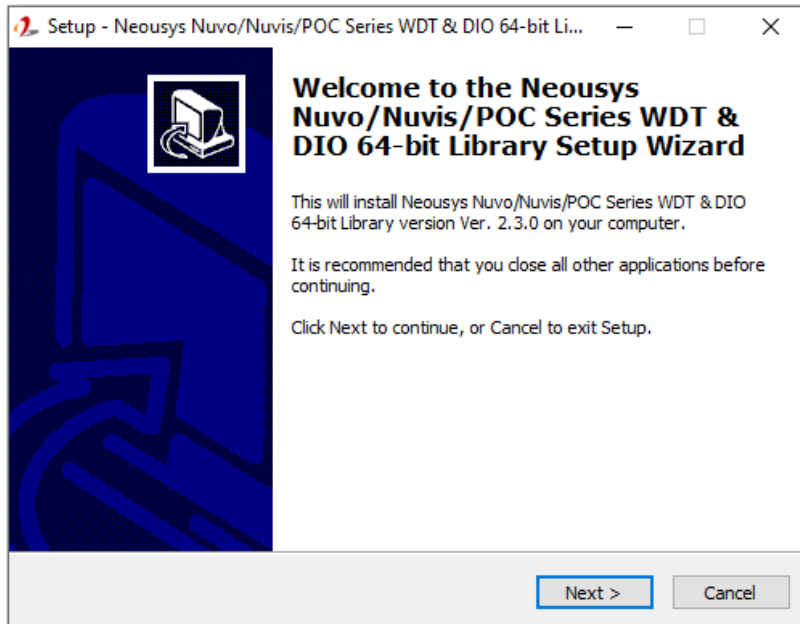 Setup - Neousys Nuvo/Nuvis/POC Series WDT & DIO 64-bit Li...
Welcome to the Neousys
Nuvo/Nuvis/POC Series WDT &
DIO 64-bit Library Setup Wizard
This will install Neousys Nuvo/Nuvis/POC Series WDT & DIO
64-bit Library version Ver. 2.3.0 on your computer.
It is recommended that you close all other applications before
continuing.
Click Next to continue, or Cancel to exit Setup.
Next >
Cancel